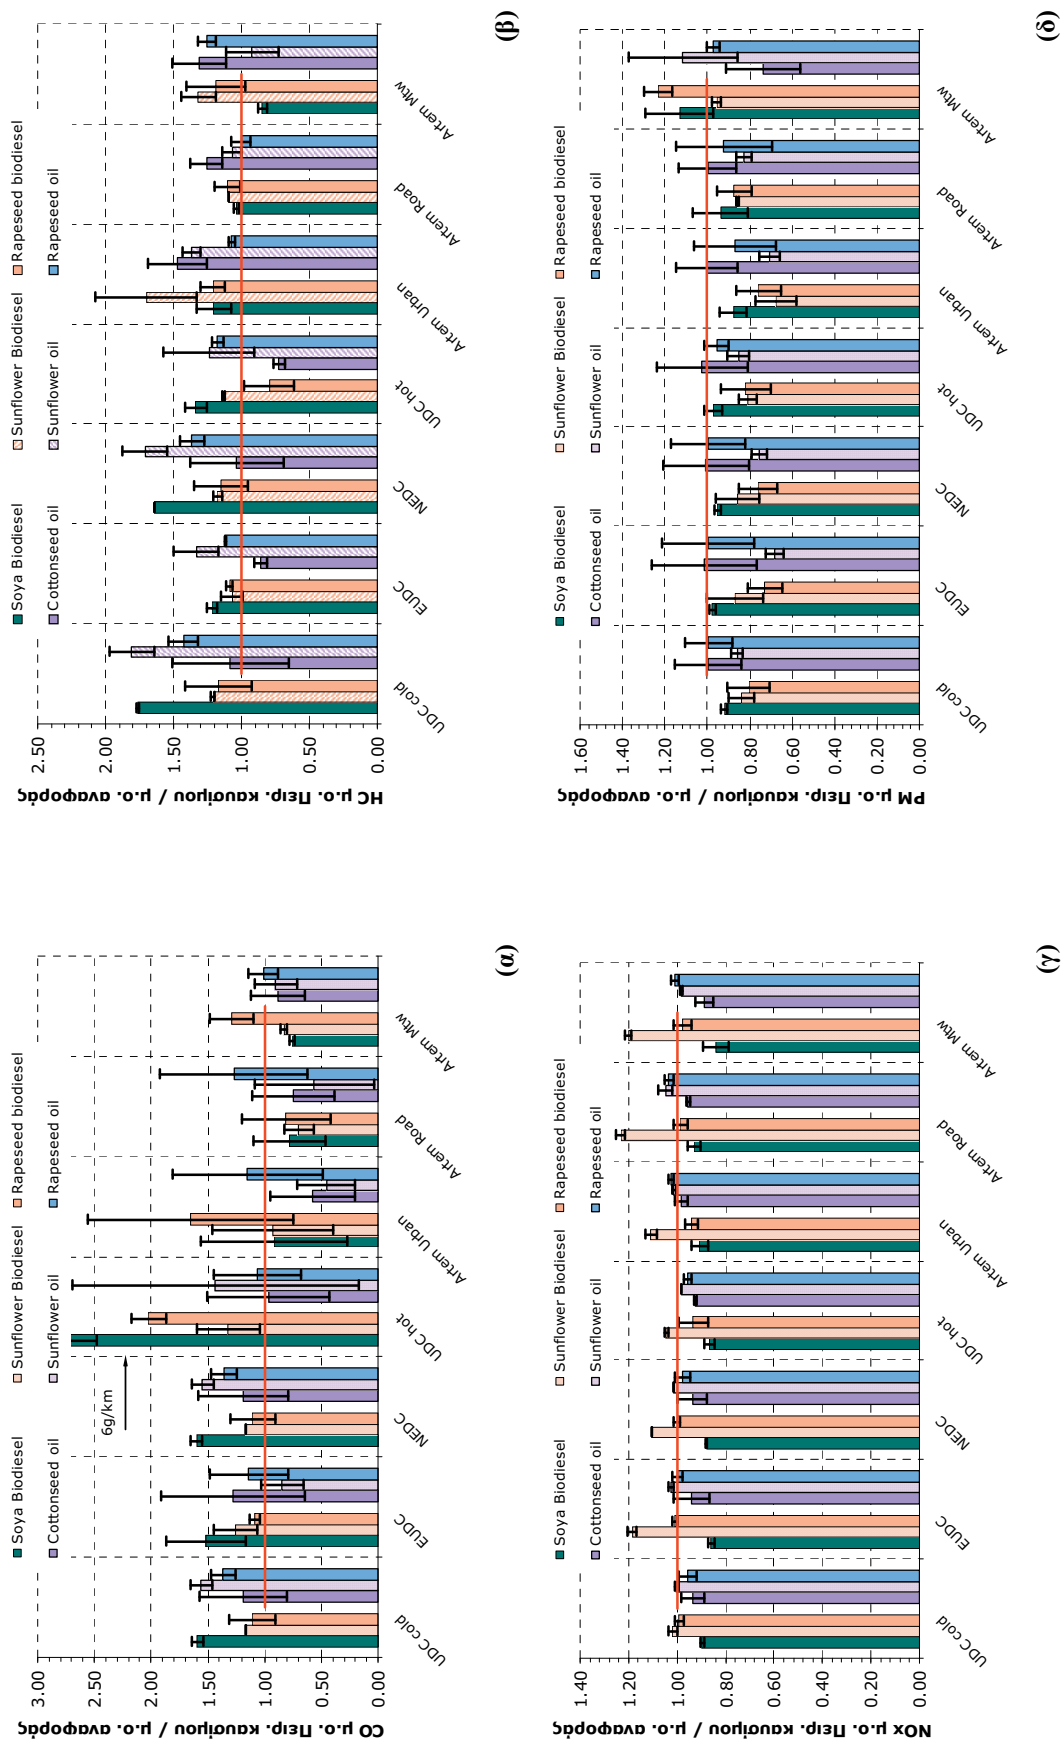 Soya Biodiesel Sunflower Biodiesel Rapeseed biodiesel
Cottonseed oil Sunflower oil Rapeseed oil
CO μ.ο. Πειρ. καυσίμου / μ.ο. αναφοράς
3.00
2.50
2.00
1.50
1.00
0.50
0.00
6g/km
UDC cold EUDC NEDC UDC hot Artem Urban Artem Road Artem Mtw
(α)
Soya Biodiesel Sunflower Biodiesel Rapeseed biodiesel
Cottonseed oil Sunflower oil Rapeseed oil
HC μ.ο. Πειρ. καυσίμου / μ.ο. αναφοράς
2.50
2.00
1.50
1.00
0.50
0.00
UDC cold EUDC NEDC UDC hot Artem Urban Artem Road Artem Mtw
(β)
Soya Biodiesel Sunflower Biodiesel Rapeseed biodiesel
Cottonseed oil Sunflower oil Rapeseed oil
NOx μ.ο. Πειρ. καυσίμου / μ.ο. αναφοράς
1.40
1.20
1.00
0.80
0.60
0.40
0.20
0.00
UDC cold EUDC NEDC UDC hot Artem Urban Artem Road Artem Mtw
(γ)
Soya Biodiesel Sunflower Biodiesel Rapeseed biodiesel
Cottonseed oil Sunflower oil Rapeseed oil
PM μ.ο. Πειρ. καυσίμου / μ.ο. αναφοράς
1.60
1.40
1.20
1.00
0.80
0.60
0.40
0.20
0.00
UDC cold EUDC NEDC UDC hot Artem Urban Artem Road Artem Mtw
(δ)